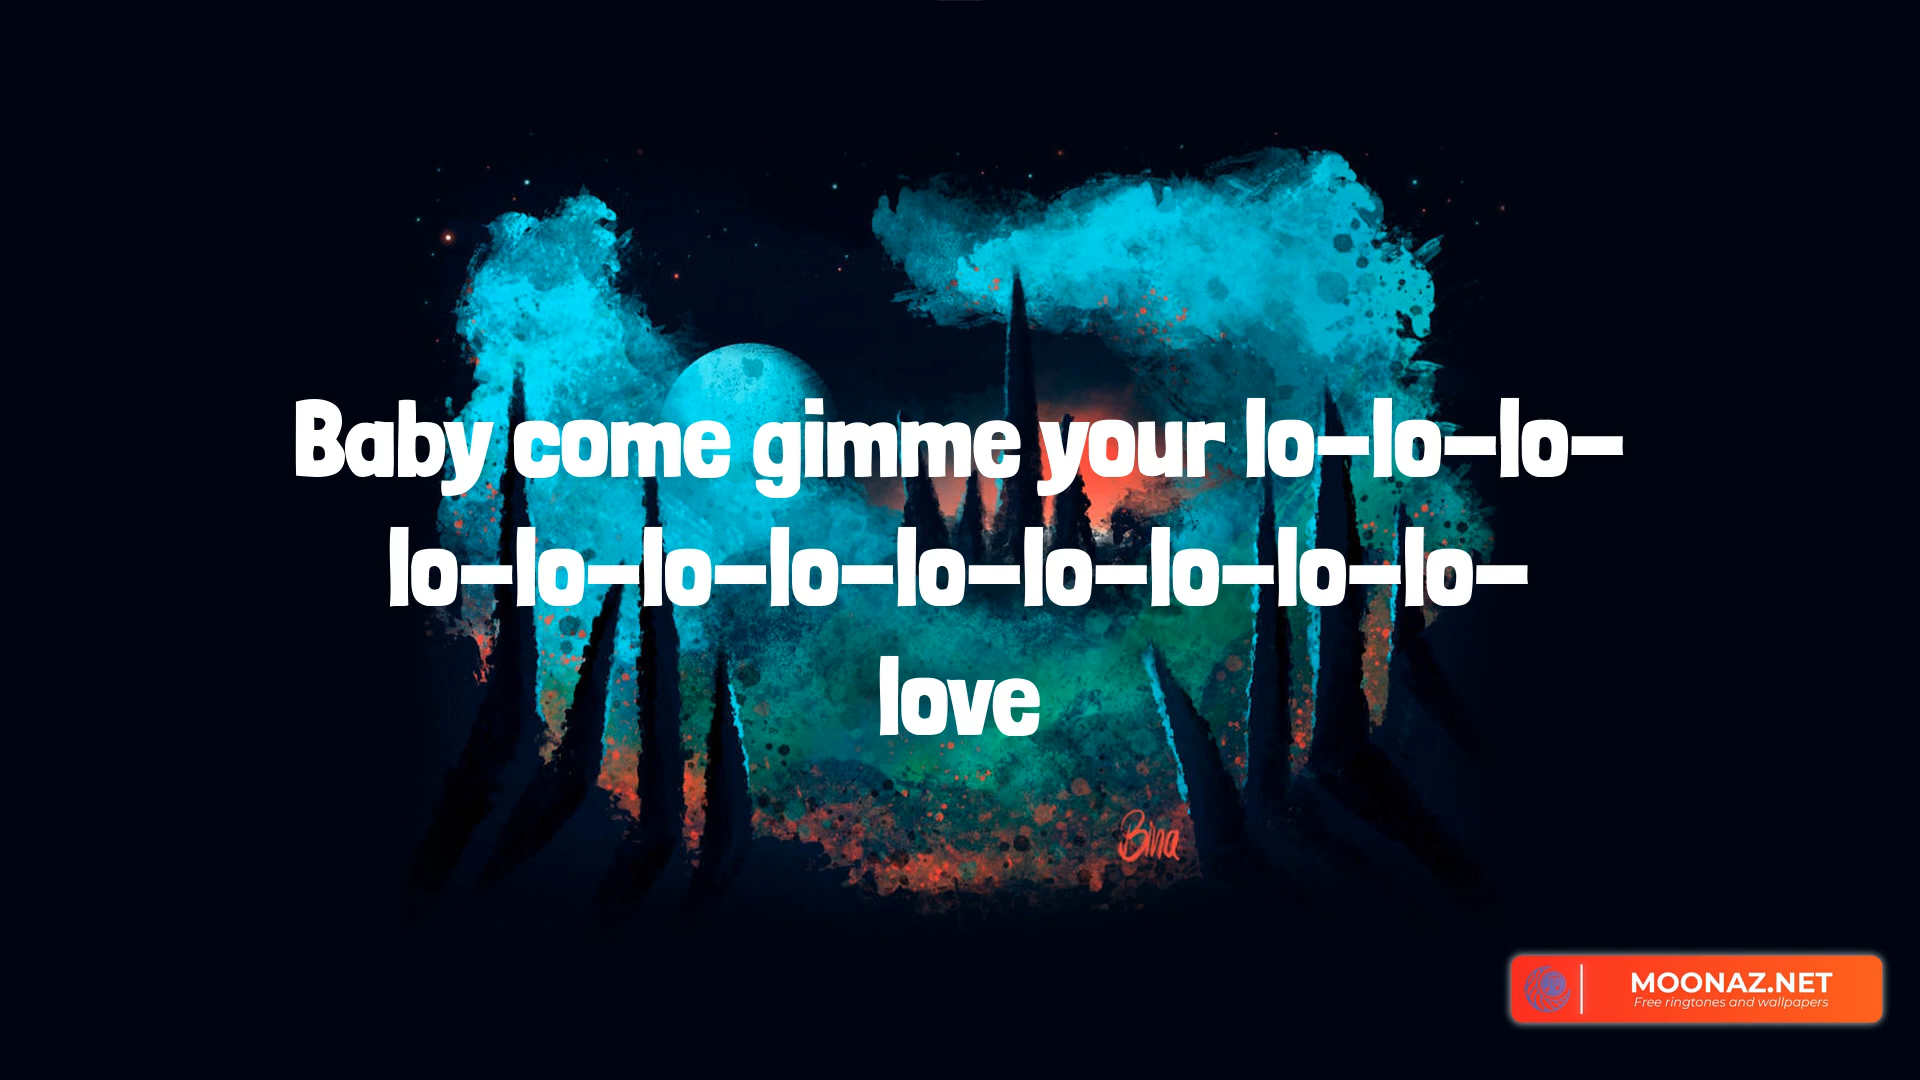 Baby come gimme your lo-lo-lo-
lo-lo-lo-lo-lo-lo-lo-lo-lo-
love
Bina
MOONAZ.NET
Free ringtones and wallpapers